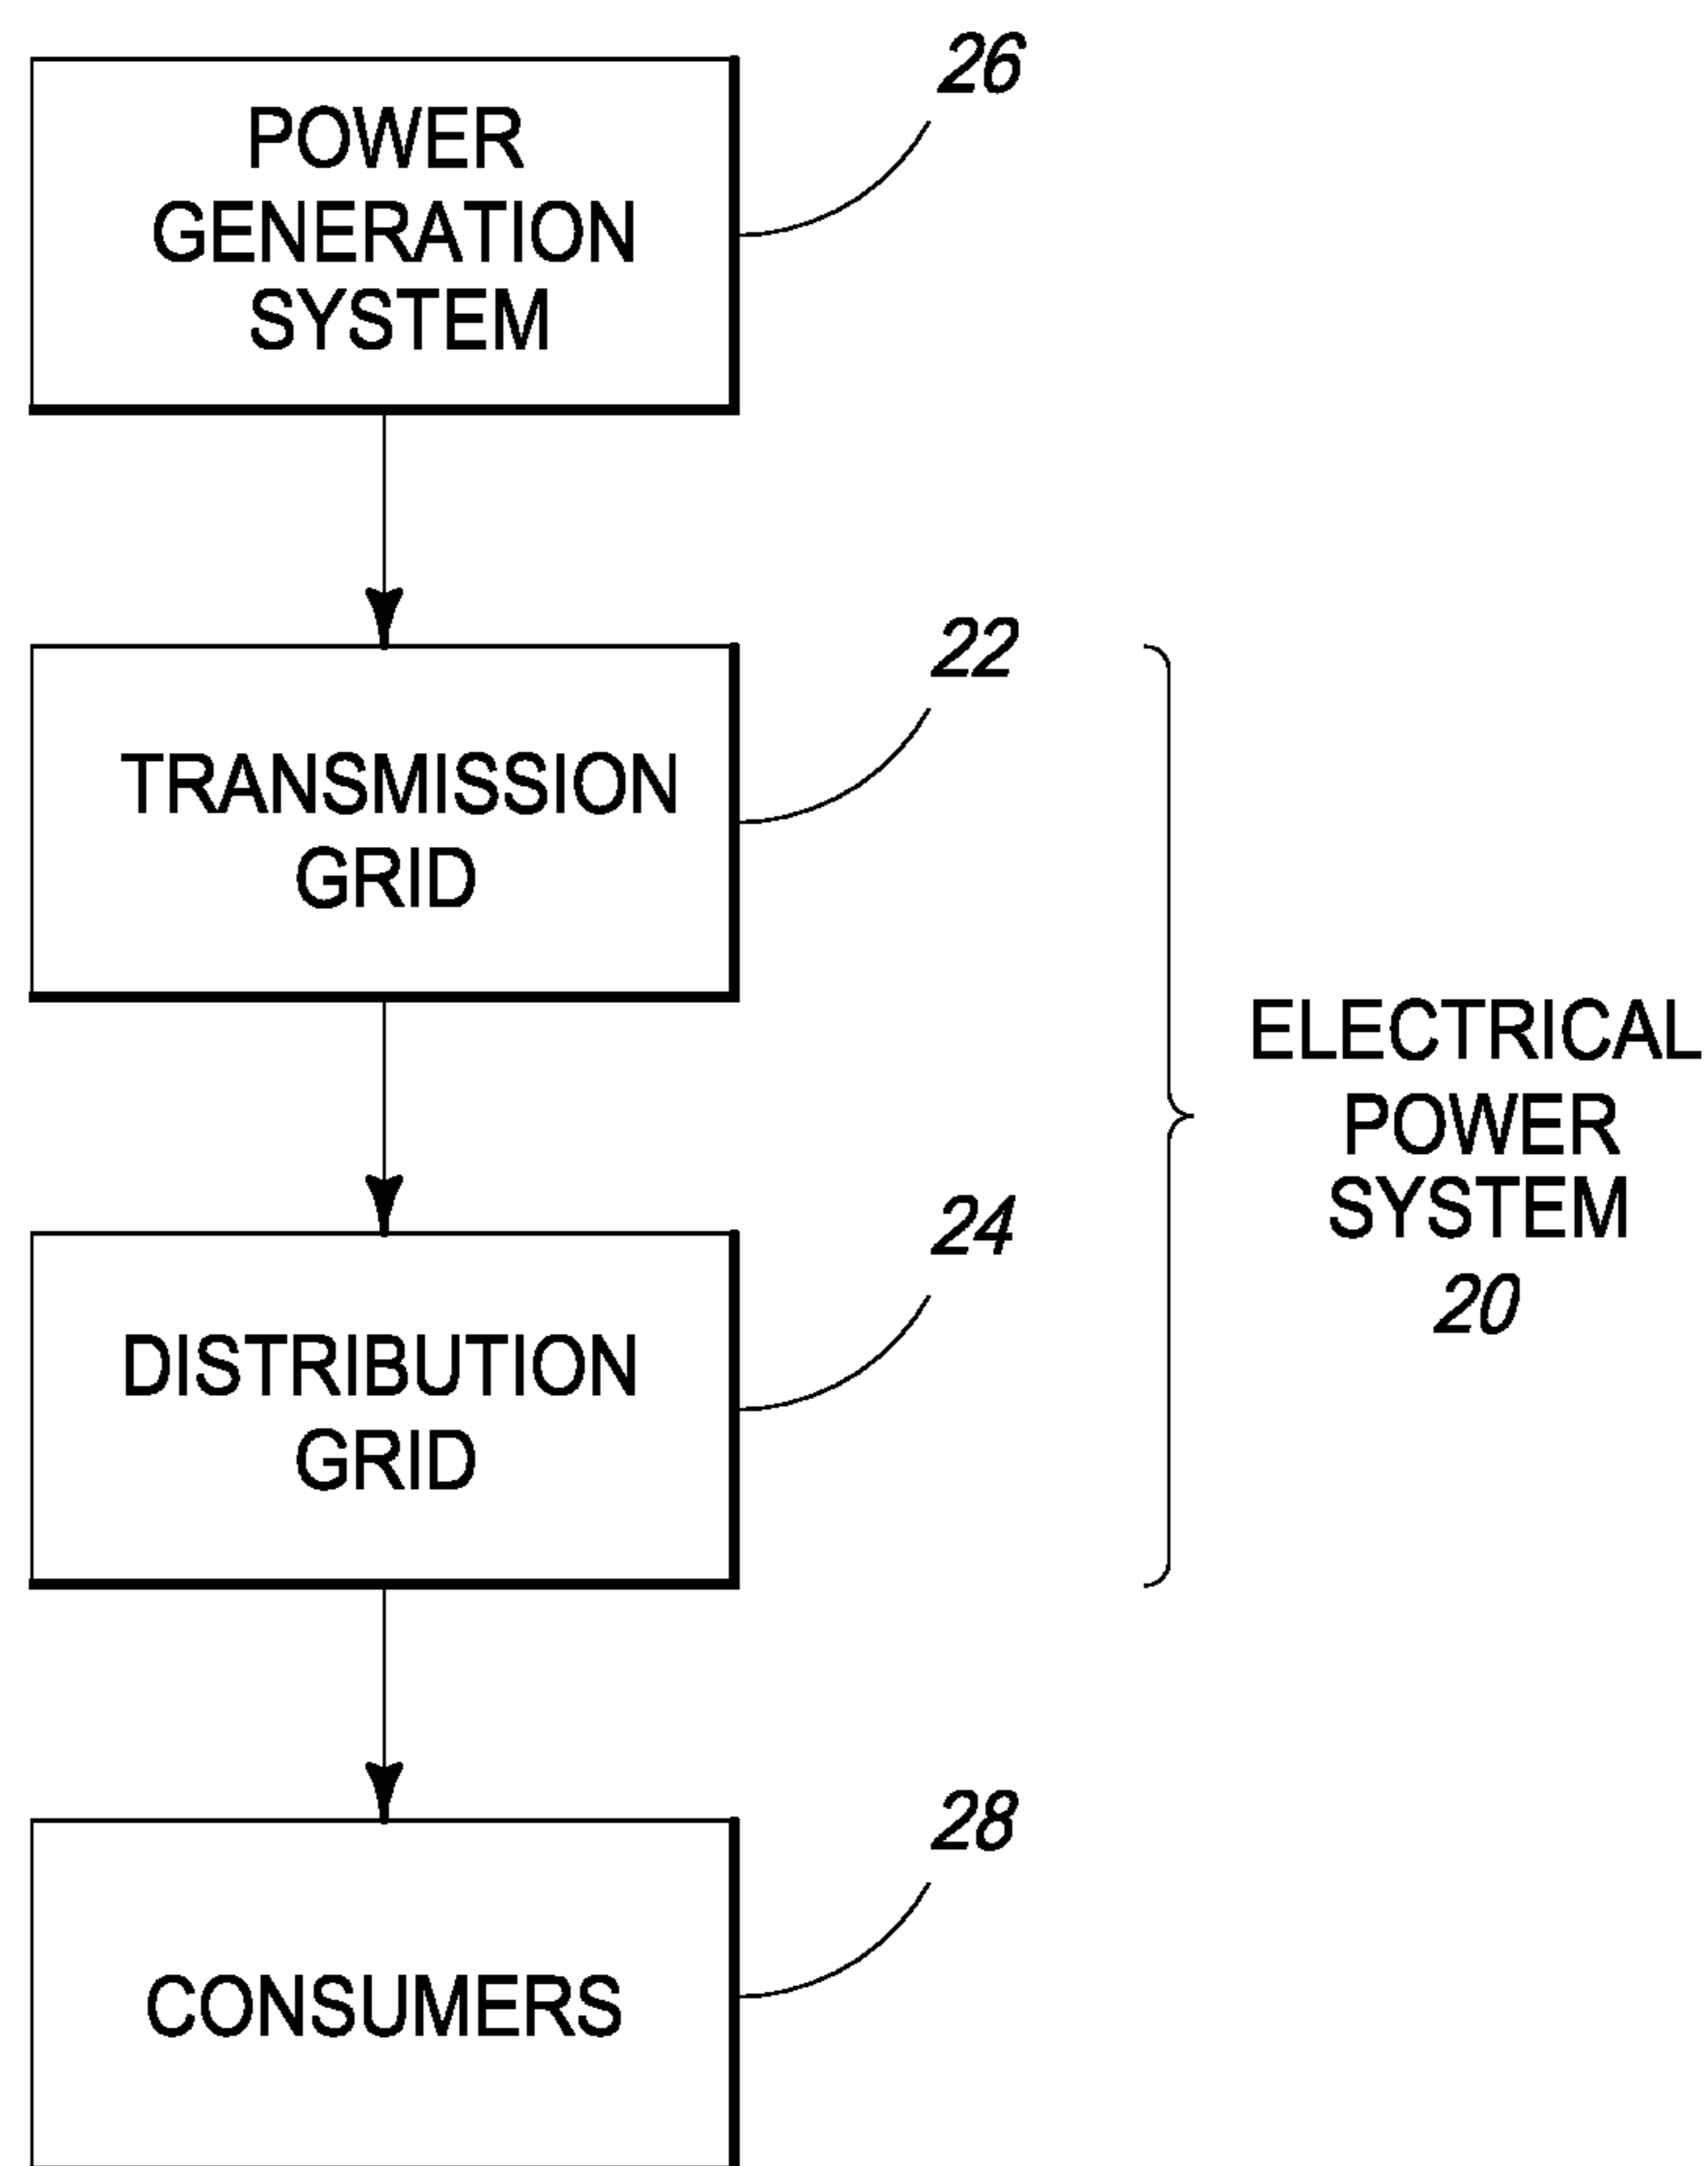 26
POWER
GENERATION
SYSTEM
22
TRANSMISSION
GRID
ELECTRICAL
POWER
SYSTEM
20
24
DISTRIBUTION
GRID
28
CONSUMERS